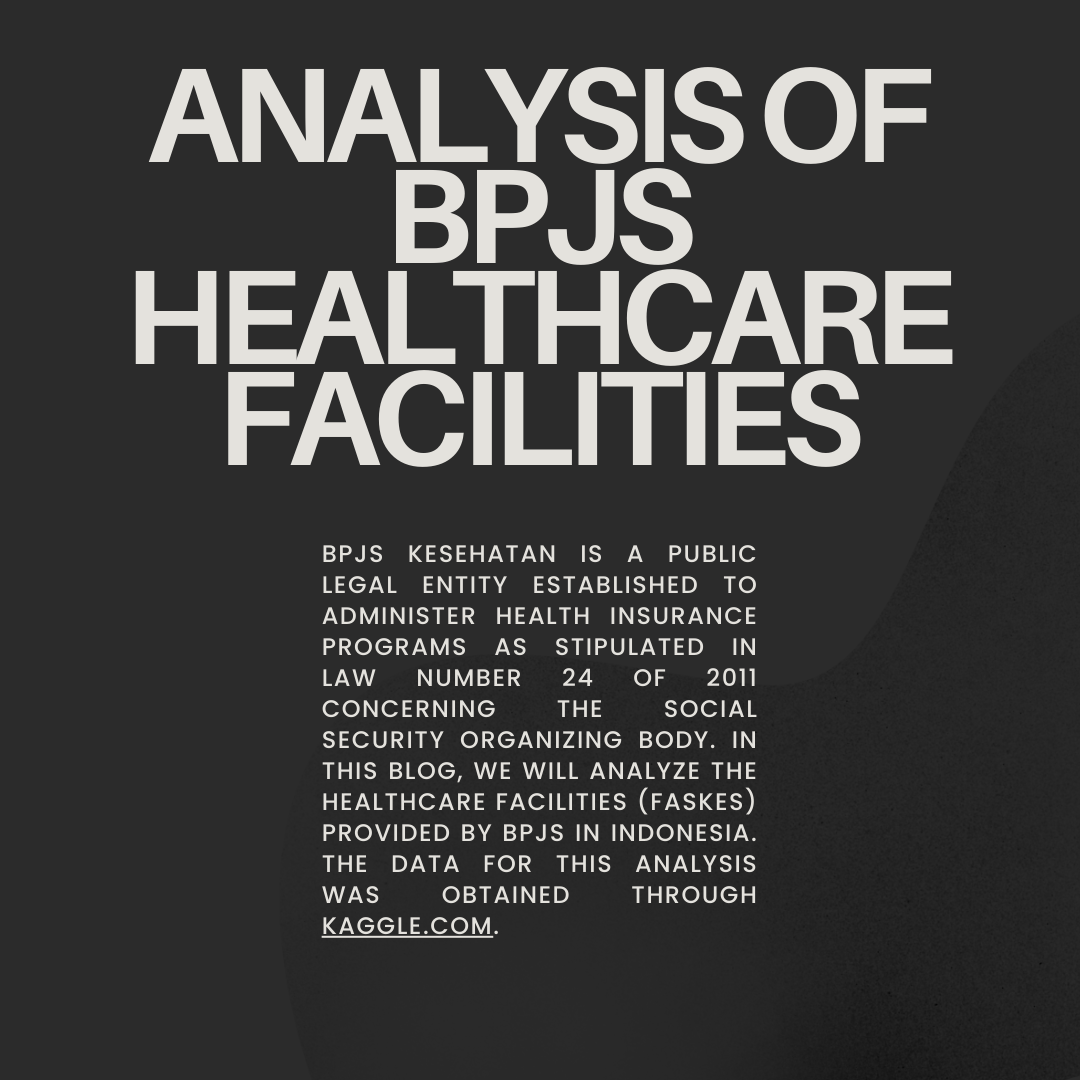 ANALYSIS OF
BPJS
HEALTHCARE
FACILITIES
BPJS KESEHATAN IS A PUBLIC
LEGAL ENTITY ESTABLISHED TO
ADMINISTER HEALTH INSURANCE
PROGRAMS AS STIPULATED IN
LAW NUMBER 24 OF 2011
CONCERNING THE SOCIAL
SECURITY ORGANIZING BODY. IN
THIS BLOG, WE WILL ANALYZE THE
HEALTHCARE FACILITIES (FASKES)
PROVIDED BY BPJS IN INDONESIA.
THE DATA FOR THIS ANALYSIS
WAS OBTAINED THROUGH
KAGGLE.COM.